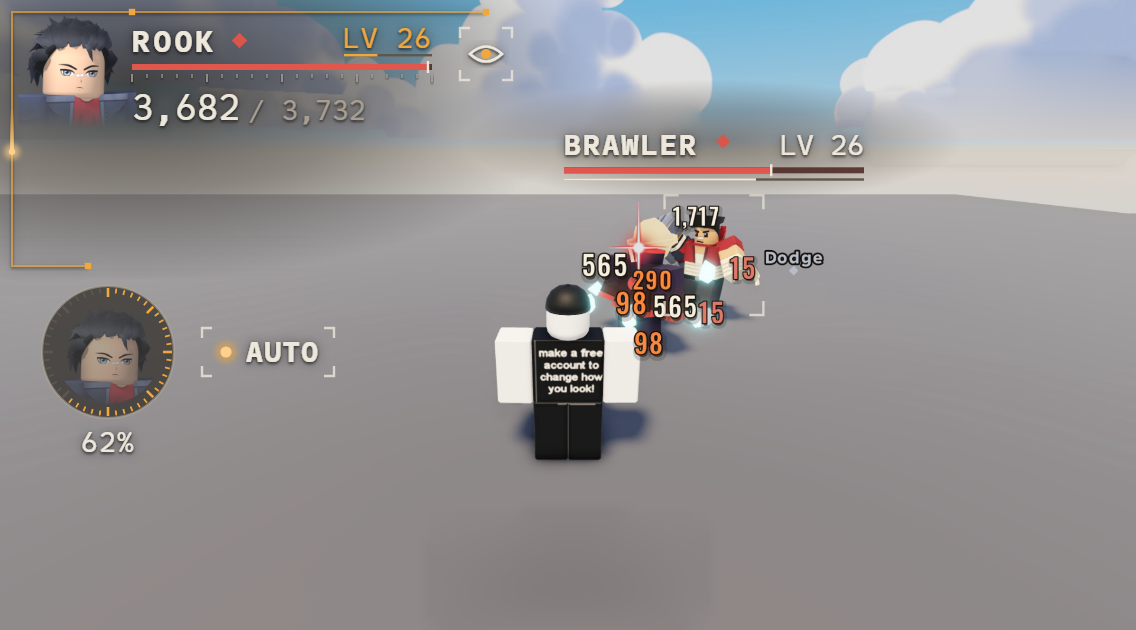 ROOK LV 26
3,682 / 3,732
BRAWLER LV 26
1,717
Dodge
565
15
290
98 565 15
98
make a free
account to
change how
you look!
AUTO
62%